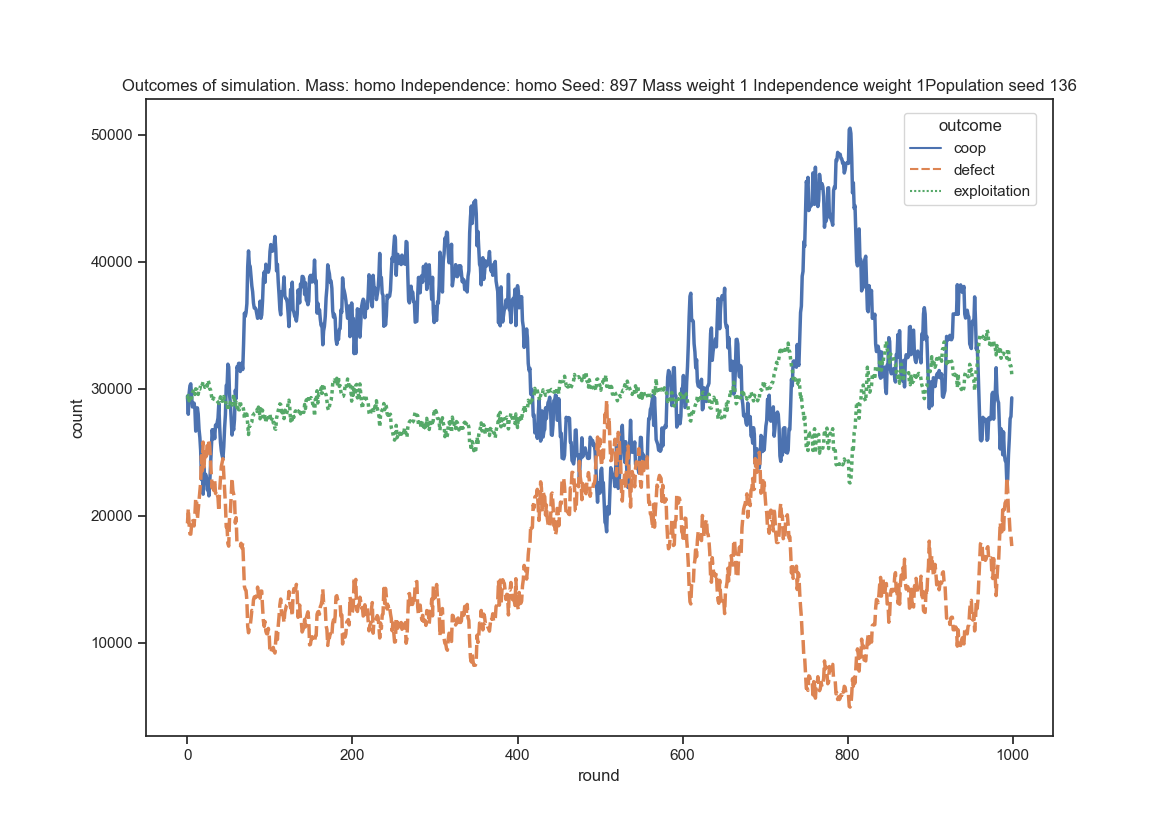 Outcomes of simulation. Mass: homo Independence: homo Seed: 897 Mass weight 1 Independence weight 1Population seed 136
outcome
coop
defect
exploitation
50000
40000
30000
20000
10000
count
0 200 400 600 800 1000
round